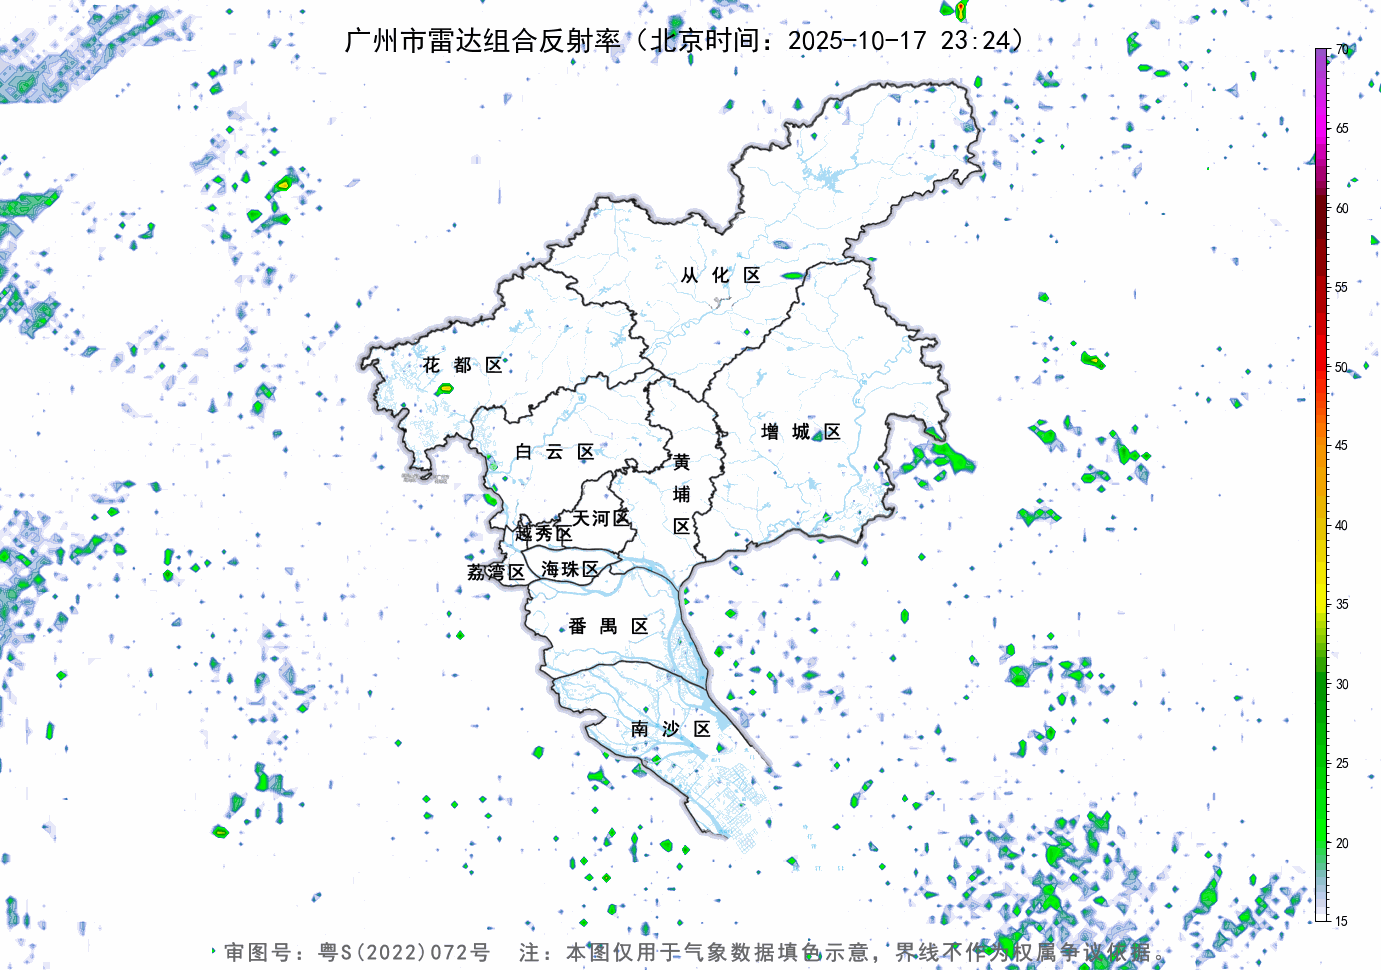 广州市雷达组合反射率（北京时间：2025-10-17 23:24）
70
65
60
55
50
45
40
35
30
25
20
15
从化区
花都区
增城区
白云区
黄埔区
天河区
越秀区
荔湾区
海珠区
番禺区
南沙区
审图号：粤S(2022)072号 注：本图仅用于气象数据填色示意，界线不作为权属争议依据。